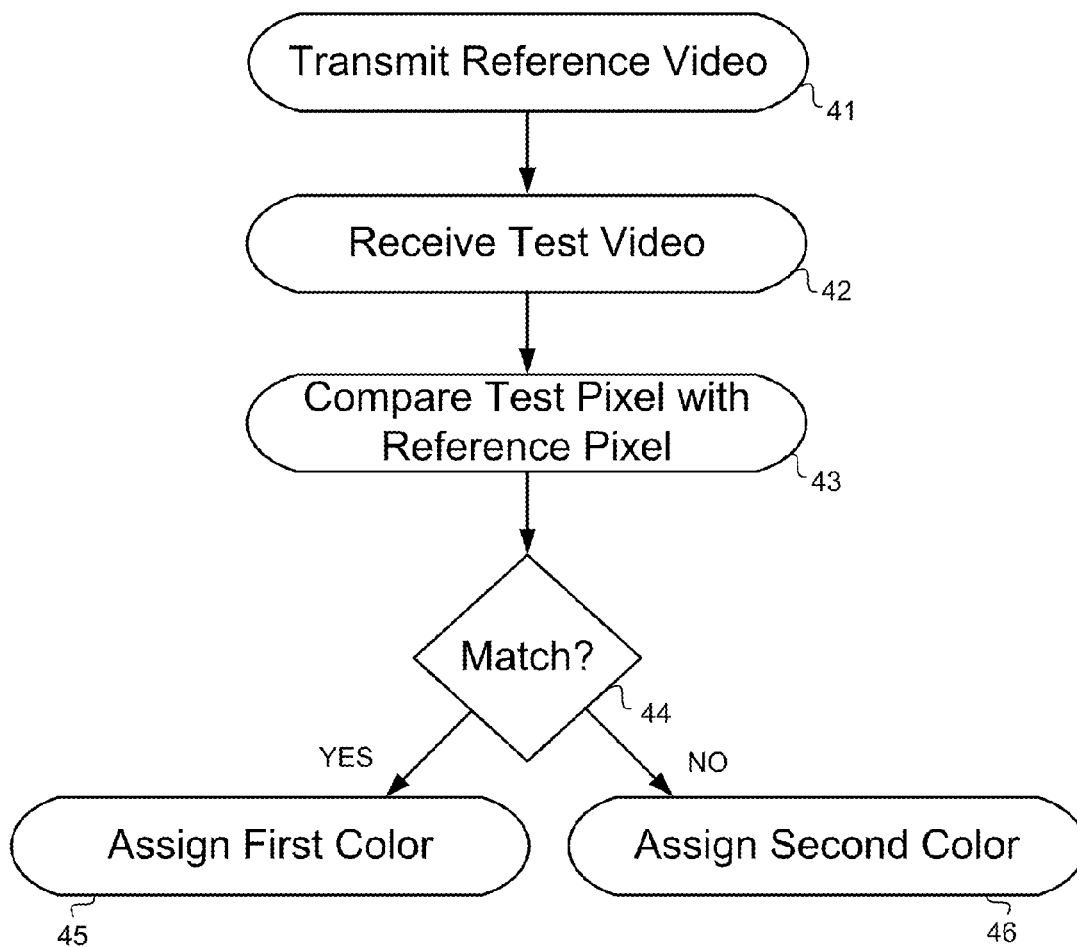 Transmit Reference Video
41
Receive Test Video
42
Compare Test Pixel with
Reference Pixel
43
Match?
44
YES
NO
Assign First Color
Assign Second Color
45
46